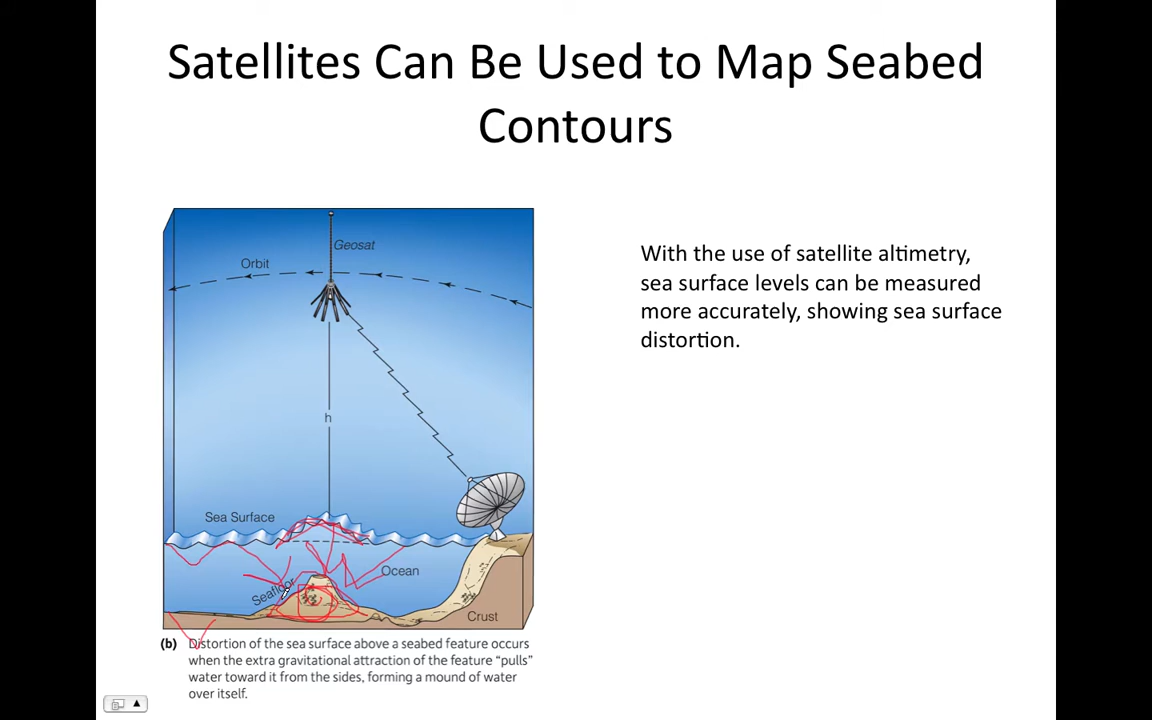 Satellites Can Be Used to Map Seabed
Contours
Geosat
Orbit
With the use of satellite altimetry,
sea surface levels can be measured
more accurately, showing sea surface
distortion.
h
Sea Surface
Ocean
Seafloor
Crust
(b) Distortion of the sea surface above a seabed feature occurs
when the extra gravitational attraction of the feature “pulls”
water toward it from the sides, forming a mound of water
over itself.